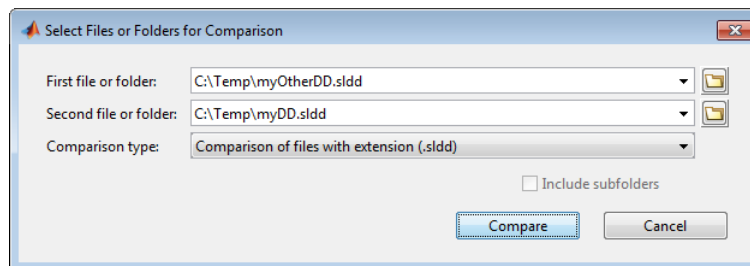 Select Files or Folders for Comparison
First file or folder: C:\Temp\myOtherDD.sldd
Second file or folder: C:\Temp\myDD.sldd
Comparison type: Comparison of files with extension (.sldd)
Include subfolders
Compare Cancel